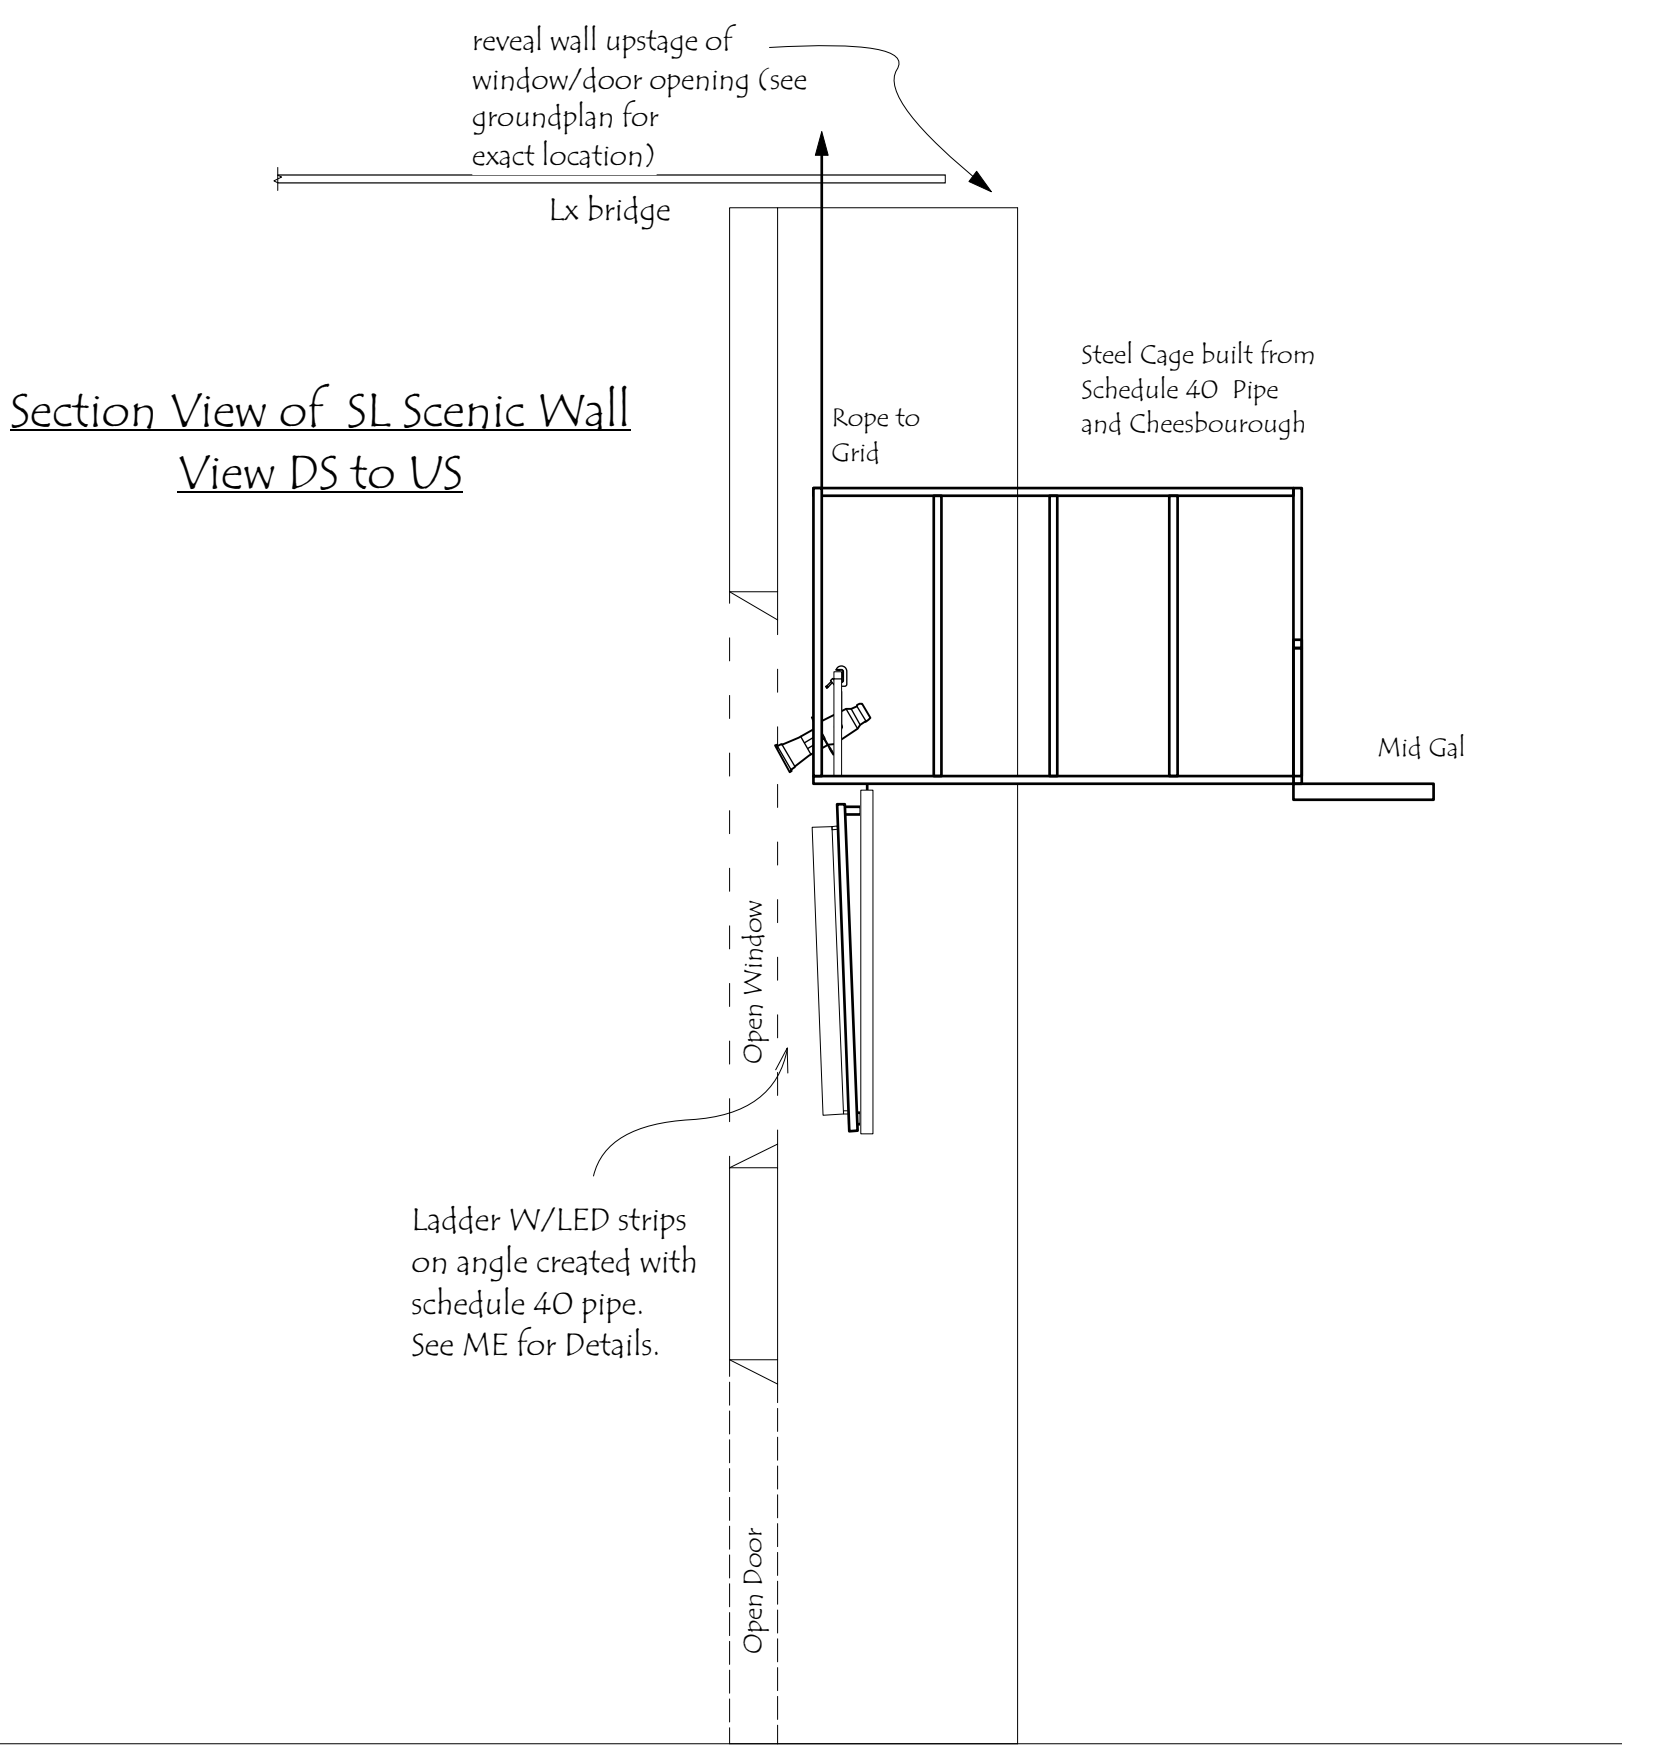 reveal wall upstage of
window/door opening (see
groundplan for
exact location)
Lx bridge
Section View of SL Scenic Wall
View DS to US
Steel Cage built from
Schedule 40 Pipe
and Cheesbourough
Rope to
Grid
Mid Gal
Open Window
Ladder W/LED strips
on angle created with
schedule 40 pipe.
See ME for Details.
Open Door